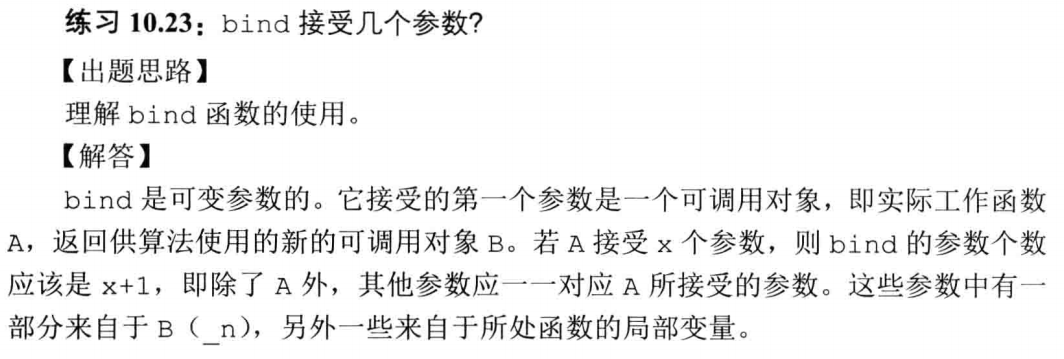 练习 10.23：bind 接受几个参数？
【出题思路】
理解 bind 函数的使用。
【解答】
bind 是可变参数的。它接受的第一个参数是一个可调用对象，即实际工作函数
A，返回供算法使用的新的可调用对象 B。若 A 接受 x 个参数，则 bind 的参数个数
应该是 x+1，即除了 A 外，其他参数应一一对应 A 所接受的参数。这些参数中有一
部分来自于 B（_n），另外一些来自于所处函数的局部变量。